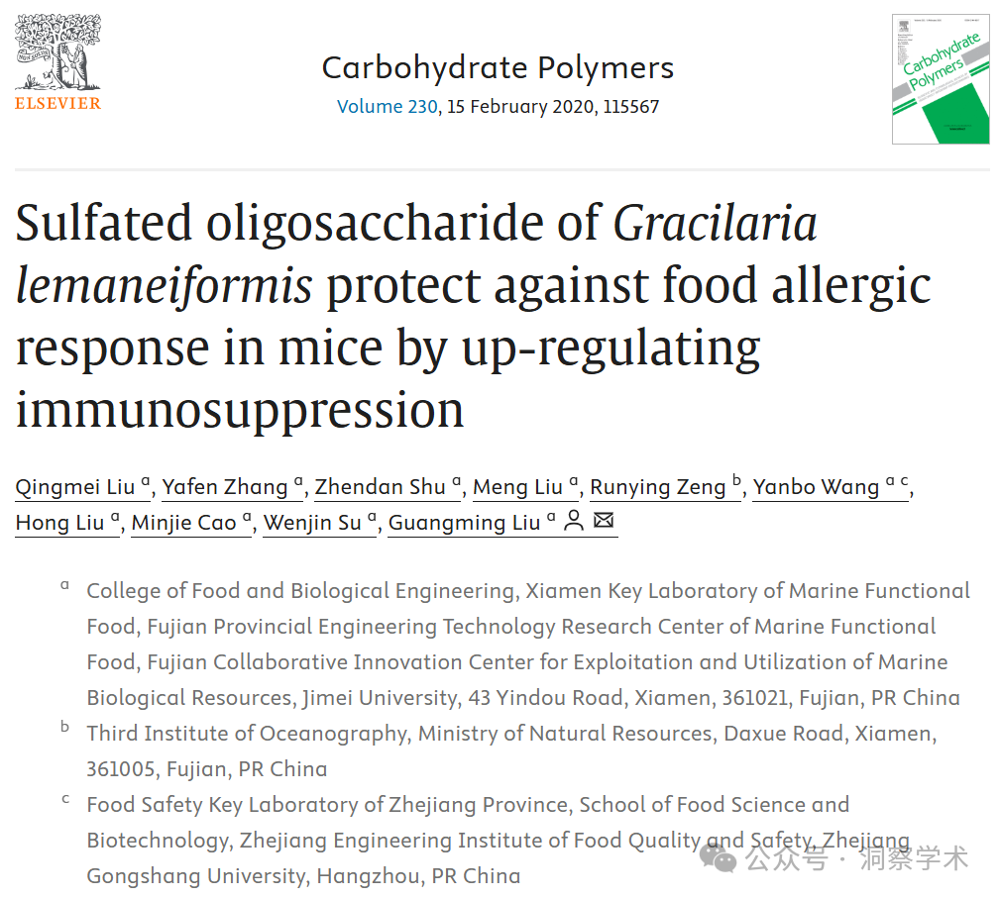 ELSEVIER
Carbohydrate Polymers
Volume 230, 15 February 2020, 115567
Carbohydrate
Polymers
Sulfated oligosaccharide of Gracilaria
lemaneiformis protect against food allergic
response in mice by up-regulating
immunosuppression
Qingmei Liu a, Yafen Zhang a, Zhendan Shu a, Meng Liu a, Runying Zeng b, Yanbo Wang a c,
Hong Liu a, Minjie Cao a, Wenjin Su a, Guangming Liu a
a College of Food and Biological Engineering, Xiamen Key Laboratory of Marine Functional
Food, Fujian Provincial Engineering Technology Research Center of Marine Functional
Food, Fujian Collaborative Innovation Center for Exploitation and Utilization of Marine
Biological Resources, Jimei University, 43 Yindou Road, Xiamen, 361021, Fujian, PR China
b Third Institute of Oceanography, Ministry of Natural Resources, Daxue Road, Xiamen,
361005, Fujian, PR China
c Food Safety Key Laboratory of Zhejiang Province, School of Food Science and
Biotechnology, Zhejiang Engineering Institute of Food Quality and Safety, Zhejiang
Gongshang University, Hangzhou, PR China
公众号 · 洞察学术